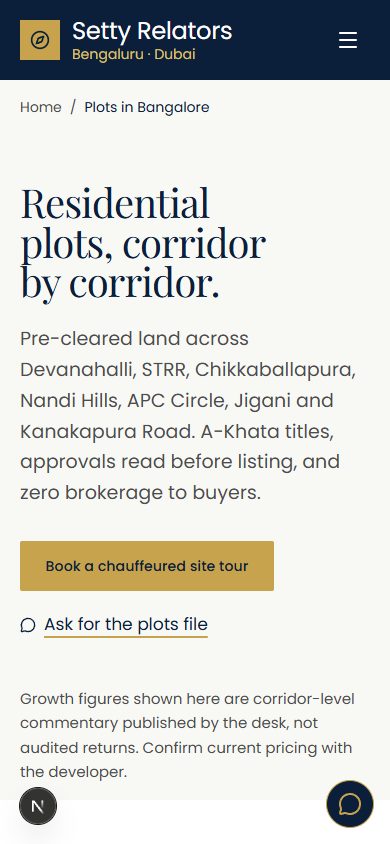 Setty Relators
Bengaluru · Dubai
Home / Plots in Bangalore
Residential
plots, corridor
by corridor.
Pre-cleared land across
Devanahalli, STRR, Chikkaballapura,
Nandi Hills, APC Circle, Jigani and
Kanakapura Road. A-Khata titles,
approvals read before listing, and
zero brokerage to buyers.
Book a chauffeured site tour
Ask for the plots file
Growth figures shown here are corridor-level
commentary published by the desk, not
audited returns. Confirm current pricing with
the developer.
N